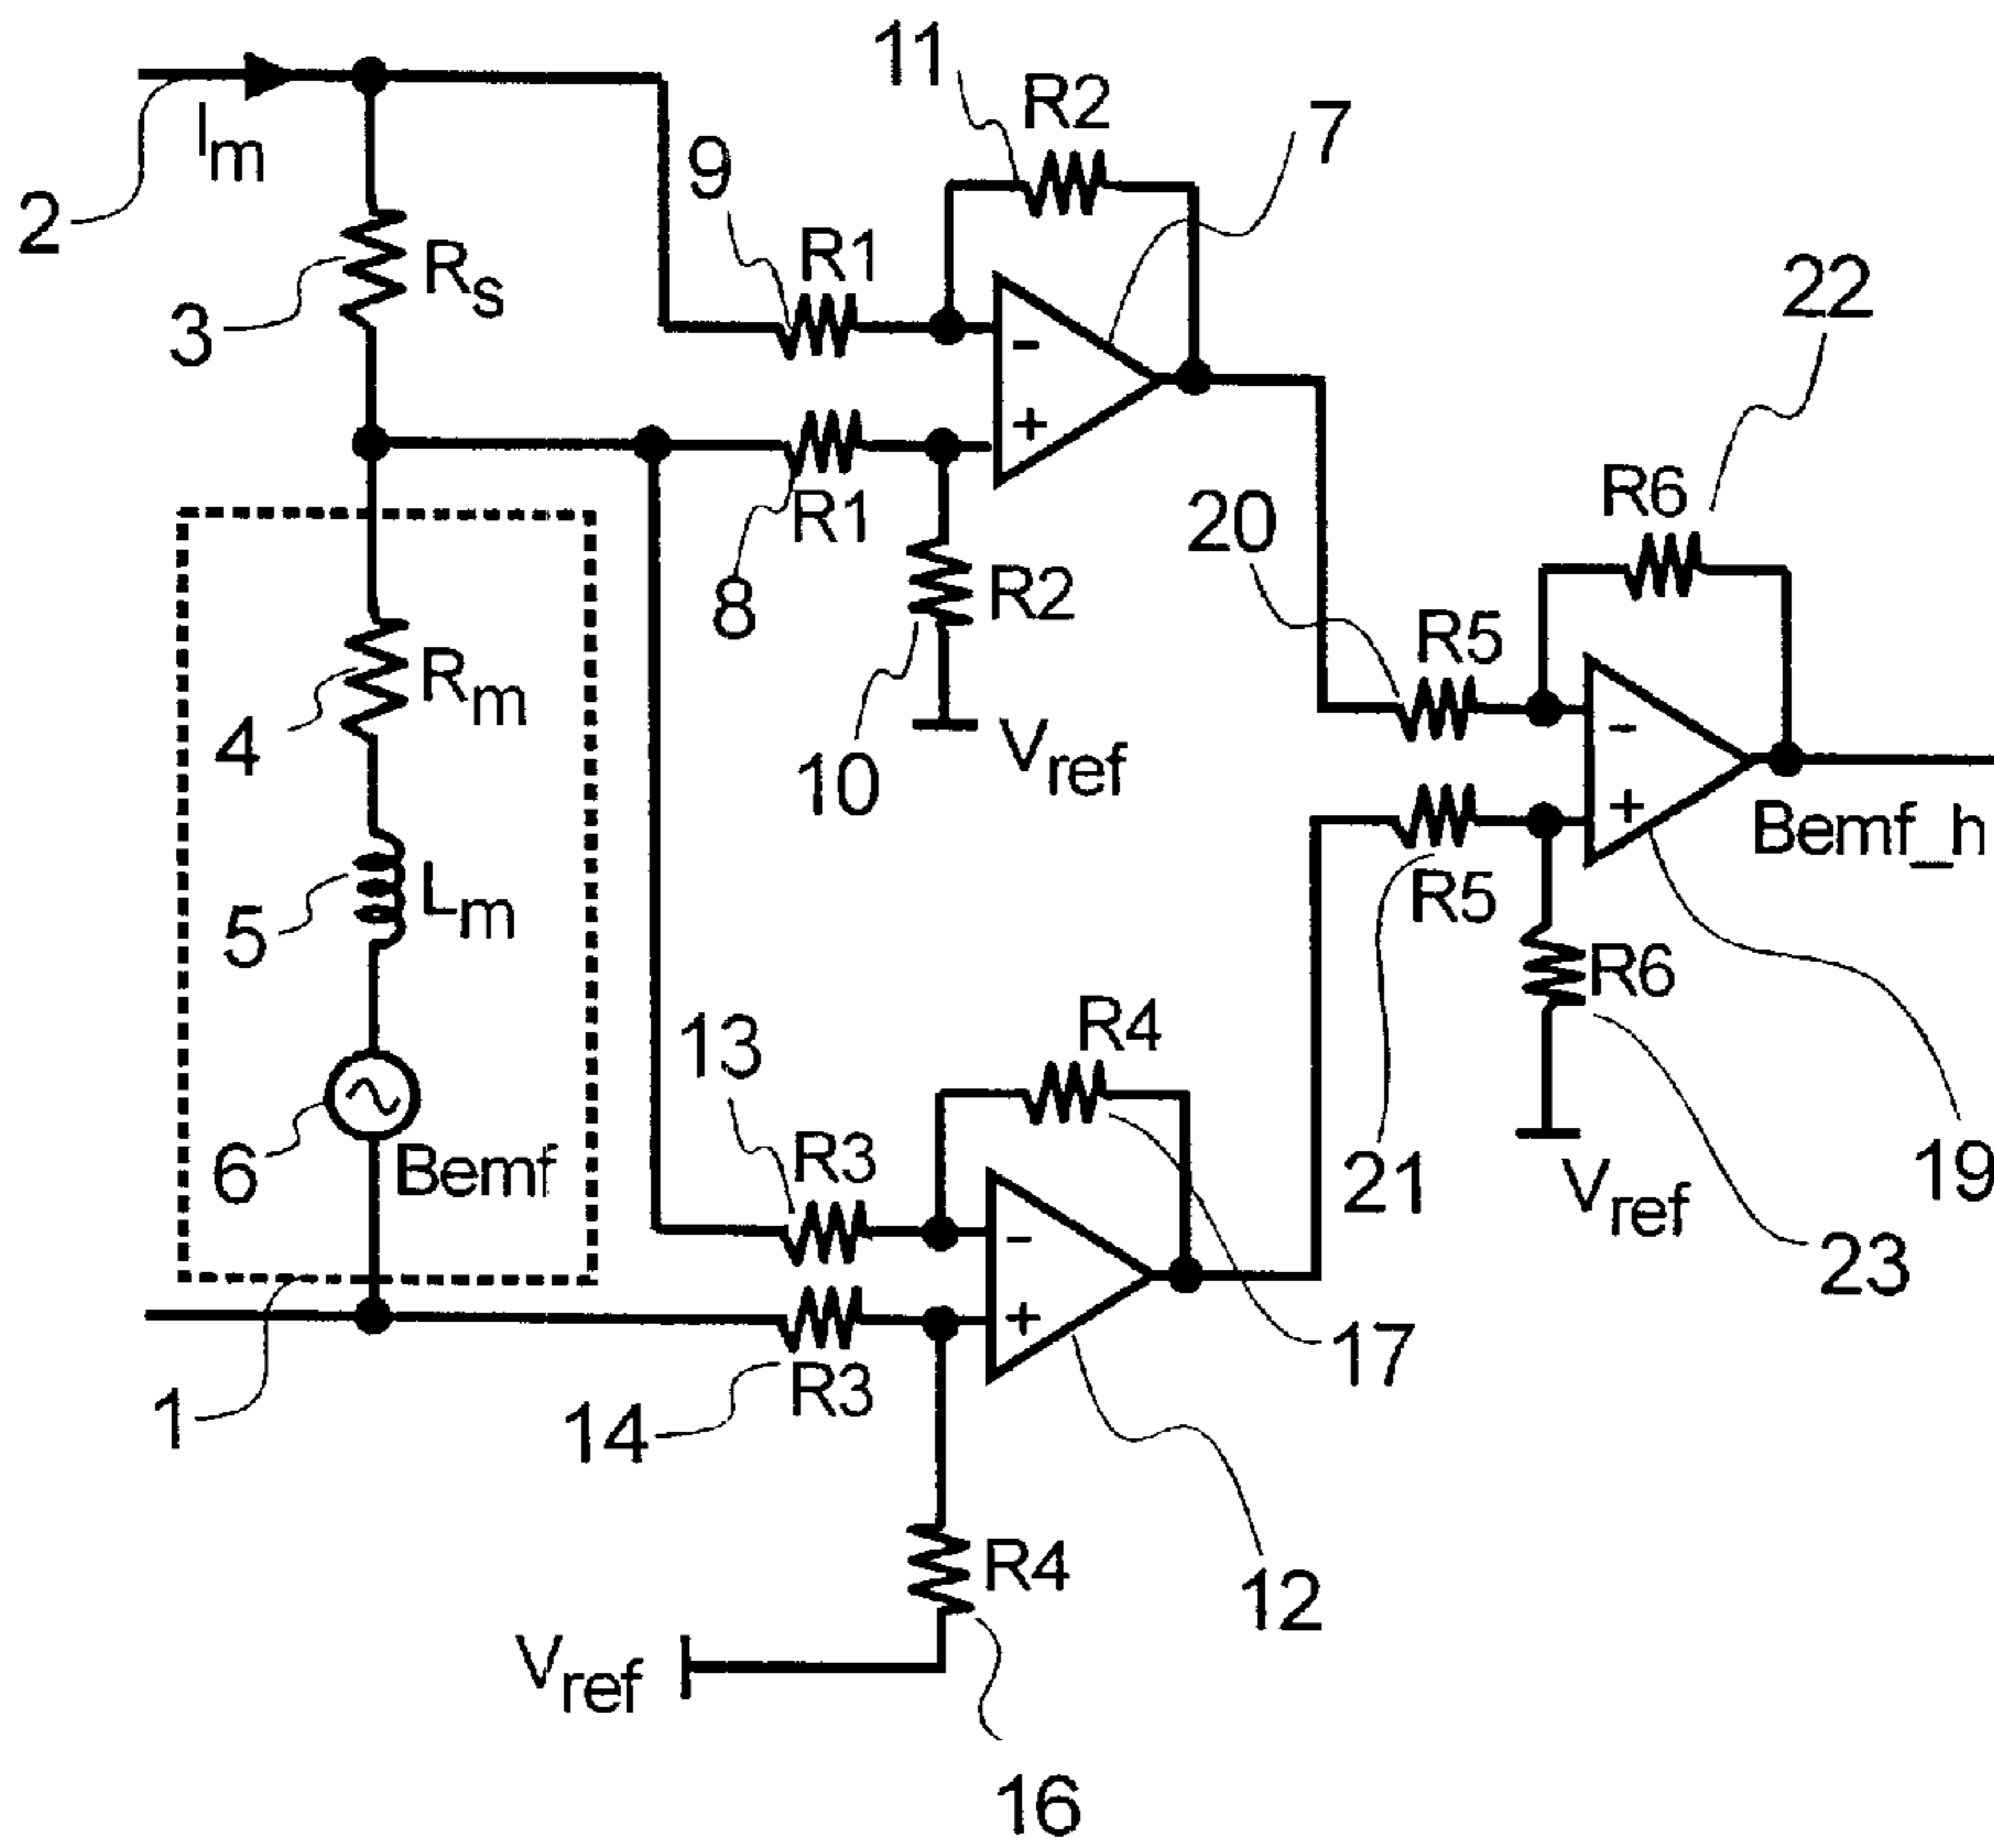 11
R2
7
Im
9
2
R1
22
Rs
3
-
+
R6
R1
20
8
R2
R5
Rm
4
10
Vref
-
+
Bemf_h
Lm
5
R5
R6
13
R4
6
Bemf
R3
21
Vref
19
-
23
+
17
1
14
R3
R4
12
Vref
16